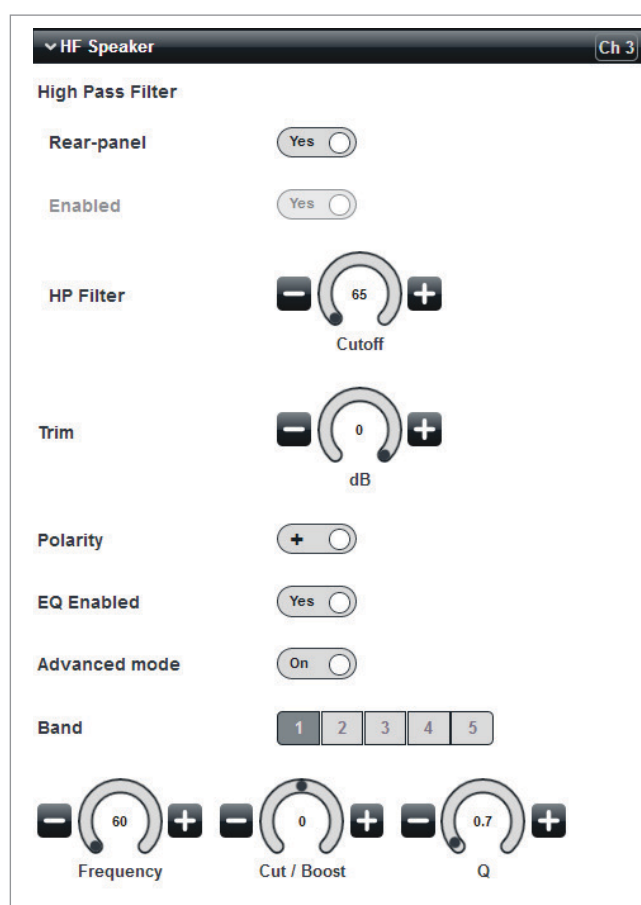 HF Speaker Ch 3
High Pass Filter
Rear-panel Yes
Enabled Yes
HP Filter 65
Cutoff
Trim 0
dB
Polarity +
EQ Enabled Yes
Advanced mode On
Band 1 2 3 4 5
60 0 0.7
Frequency Cut / Boost Q